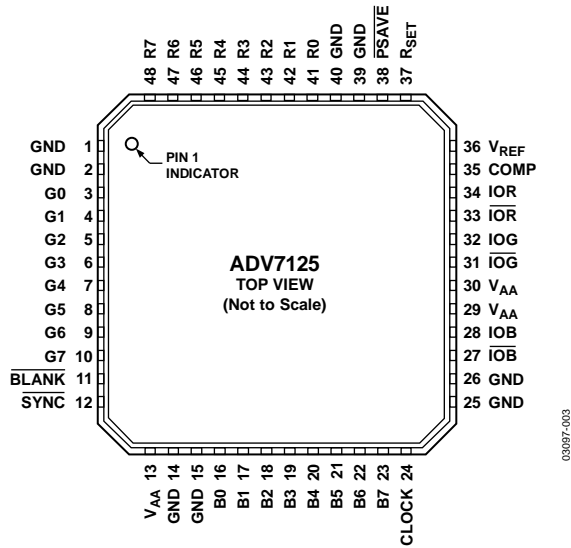 48 R7
47 R6
46 R5
45 R4
44 R3
43 R2
42 R1
41 R0
40 GND
39 GND
38 PSAVE
37 RSET
GND 1
GND 2
G0 3
G1 4
G2 5
G3 6
G4 7
G5 8
G6 9
G7 10
BLANK 11
SYNC 12
PIN 1
INDICATOR
ADV7125
TOP VIEW
(Not to Scale)
36 VREF
35 COMP
34 IOR
33 IOR
32 IOG
31 IOG
30 VAA
29 VAA
28 IOB
27 IOB
26 GND
25 GND
VAA 13
GND 14
GND 15
B0 16
B1 17
B2 18
B3 19
B4 20
B5 21
B6 22
B7 23
CLOCK 24
03097-003